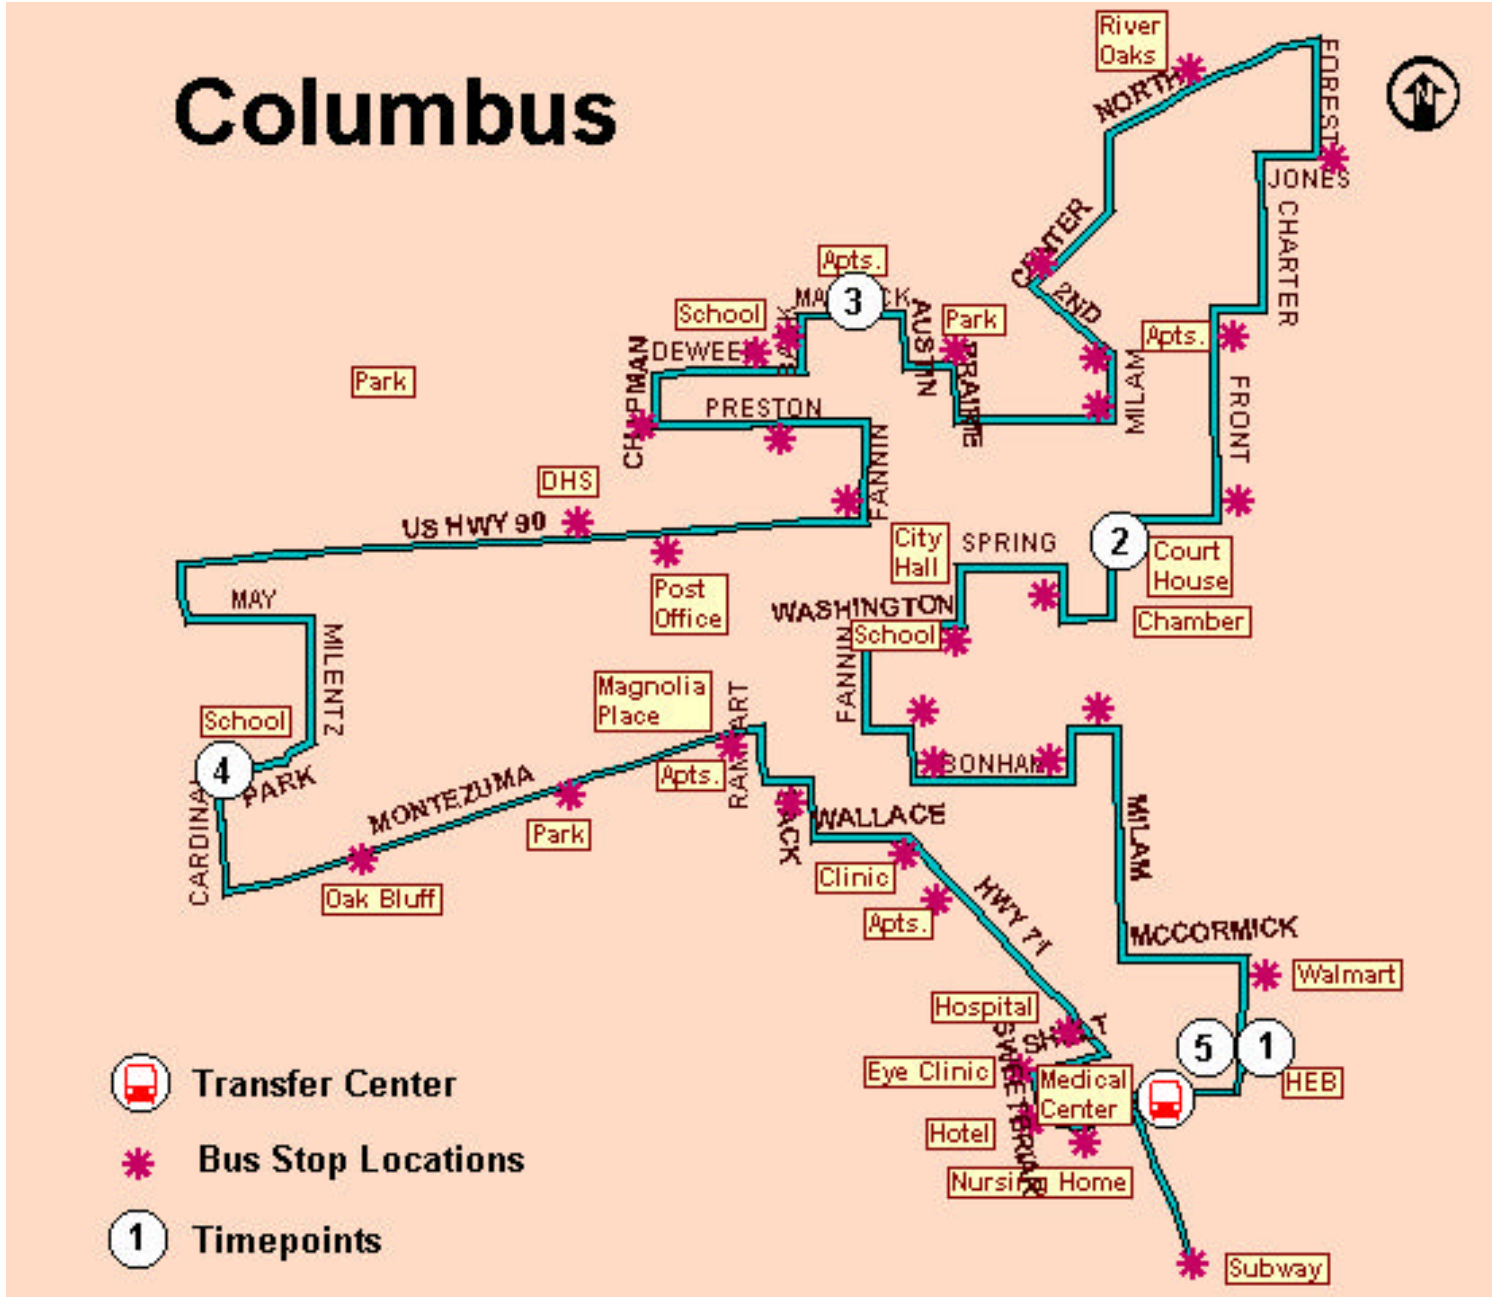 River
Oaks
NORTH
FOREST
N
Columbus
JONES
CHARTER
CENTER
2ND
Apts.
3
School
AUSTIN
Park
Apts.
DEWEE
CHAPMAN
PRAIRIE
MILAM
FRONT
Park
PRESTON
FANNIN
DHS
US HWY 90
City
Hall
SPRING
2
Court
House
Post
Office
MAY
WASHINGTON
School
Chamber
MILENTZ
FANNIN
Magnolia
Place
School
4
PARK
CARDINAL
MONTEZUMA
Apts.
BONHAM
Park
WALLACE
MILAM
Oak Bluff
Clinic
Apts.
HWY 71
MCCORMICK
Walmart
Hospital
5
1
HEB
Eye Clinic
Medical
Center
SWEETBRIAR
Hotel
Nursing Home
Subway
Transfer Center
Bus Stop Locations
1
Timepoints